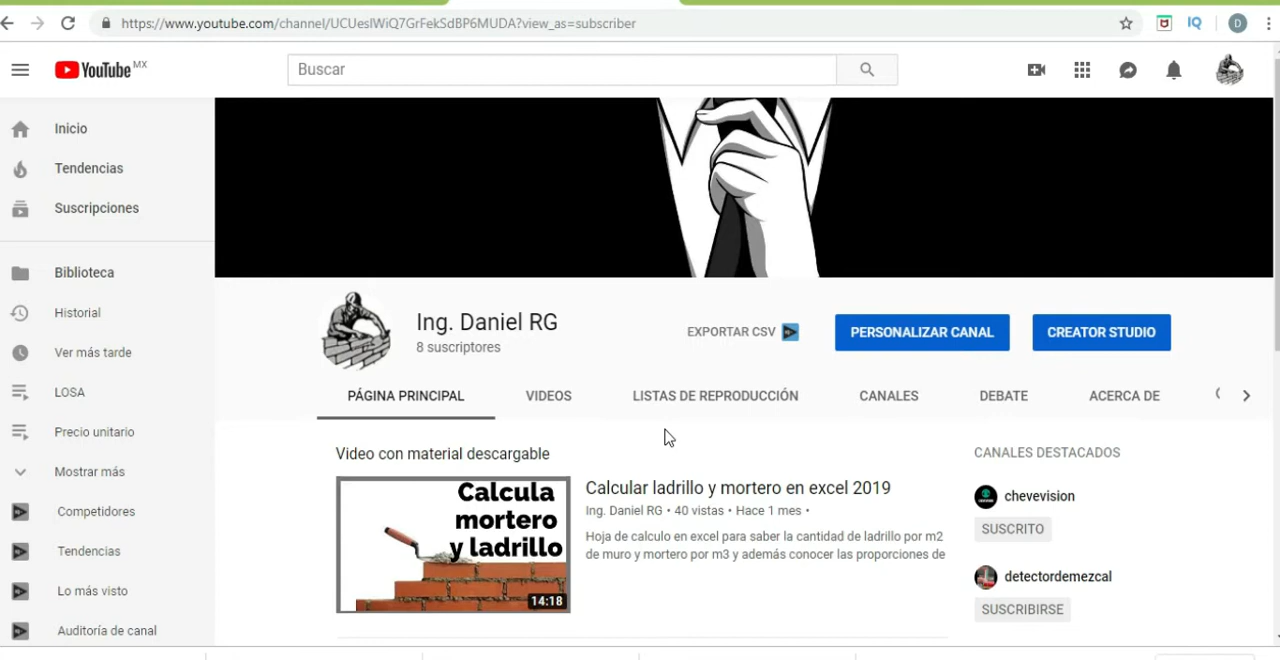 https://www.youtube.com/channel/UCUesIWiQ7GrFekSdBP6MUDA?view_as=subscriber
IQ
D
YouTube MX
Buscar
Inicio
Tendencias
Suscripciones
Biblioteca
Historial
Ver más tarde
LOSA
Precio unitario
Mostrar más
Competidores
Tendencias
Lo más visto
Auditoría de canal
Ing. Daniel RG
8 suscriptores
EXPORTAR CSV
PERSONALIZAR CANAL
CREATOR STUDIO
PÁGINA PRINCIPAL
VIDEOS
LISTAS DE REPRODUCCIÓN
CANALES
DEBATE
ACERCA DE
Video con material descargable
Calcula
mortero
y ladrillo
14:18
Calcular ladrillo y mortero en excel 2019
Ing. Daniel RG • 40 vistas • Hace 1 mes •
Hoja de calculo en excel para saber la cantidad de ladrillo por m2
de muro y mortero por m3 y además conocer las proporciones de
CANALES DESTACADOS
chevevision
SUSCRITO
detectordemezcal
SUSCRIBIRSE